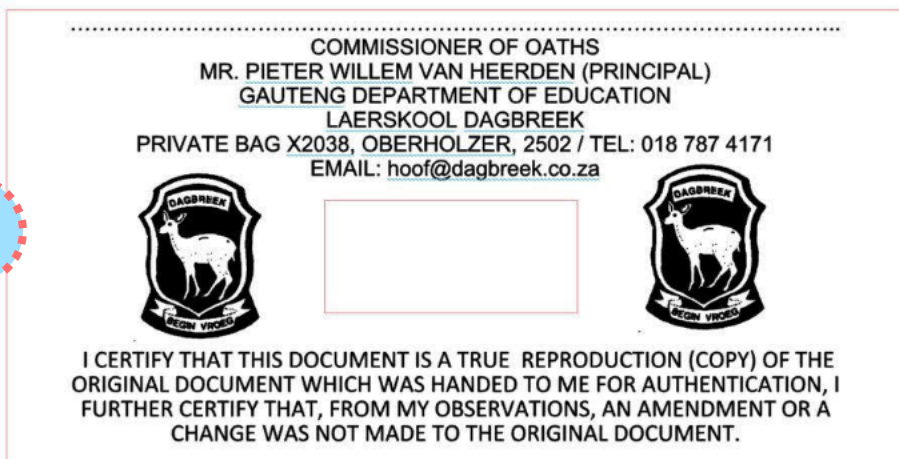 COMMISSIONER OF OATHS
MR. PIETER WILLEM VAN HEERDEN (PRINCIPAL)
GAUTENG DEPARTMENT OF EDUCATION
LAERSKOOL DAGBREEK
PRIVATE BAG X2038, OBERHOLZER, 2502 / TEL: 018 787 4171
EMAIL: hoof@dagbreek.co.za
DAGBREEK
BEGIN VROEG
DAGBREEK
BEGIN VROEG
I CERTIFY THAT THIS DOCUMENT IS A TRUE REPRODUCTION (COPY) OF THE
ORIGINAL DOCUMENT WHICH WAS HANDED TO ME FOR AUTHENTICATION, I
FURTHER CERTIFY THAT, FROM MY OBSERVATIONS, AN AMENDMENT OR A
CHANGE WAS NOT MADE TO THE ORIGINAL DOCUMENT.